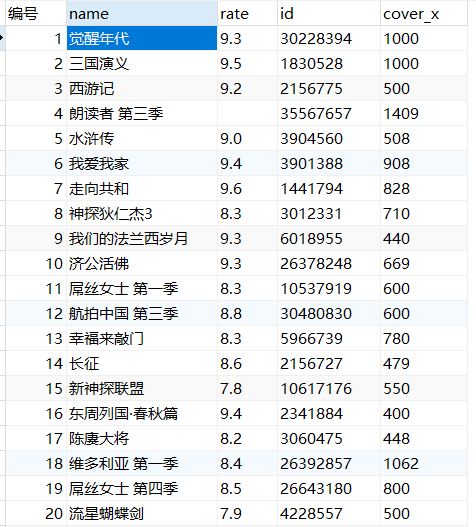 编号 name rate id cover_x
1 觉醒年代 9.3 30228394 1000
2 三国演义 9.5 1830528 1000
3 西游记 9.2 2156775 500
4 朗读者 第三季 35567657 1409
5 水浒传 9.0 3904560 508
6 我爱我家 9.4 3901388 908
7 走向共和 9.6 1441794 828
8 神探狄仁杰3 8.3 3012331 710
9 我们的法兰西岁月 9.3 6018955 440
10 济公活佛 9.3 26378248 669
11 屌丝女士 第一季 8.3 10537919 600
12 航拍中国 第三季 8.8 30480830 600
13 幸福来敲门 8.3 5966739 780
14 长征 8.6 2156727 479
15 新神探联盟 7.8 10617176 550
16 东周列国·春秋篇 9.4 2341884 400
17 陈赓大将 8.2 3060475 448
18 维多利亚 第一季 8.4 26392857 1062
19 屌丝女士 第四季 8.5 26643180 800
20 流星蝴蝶剑 7.9 4228557 500